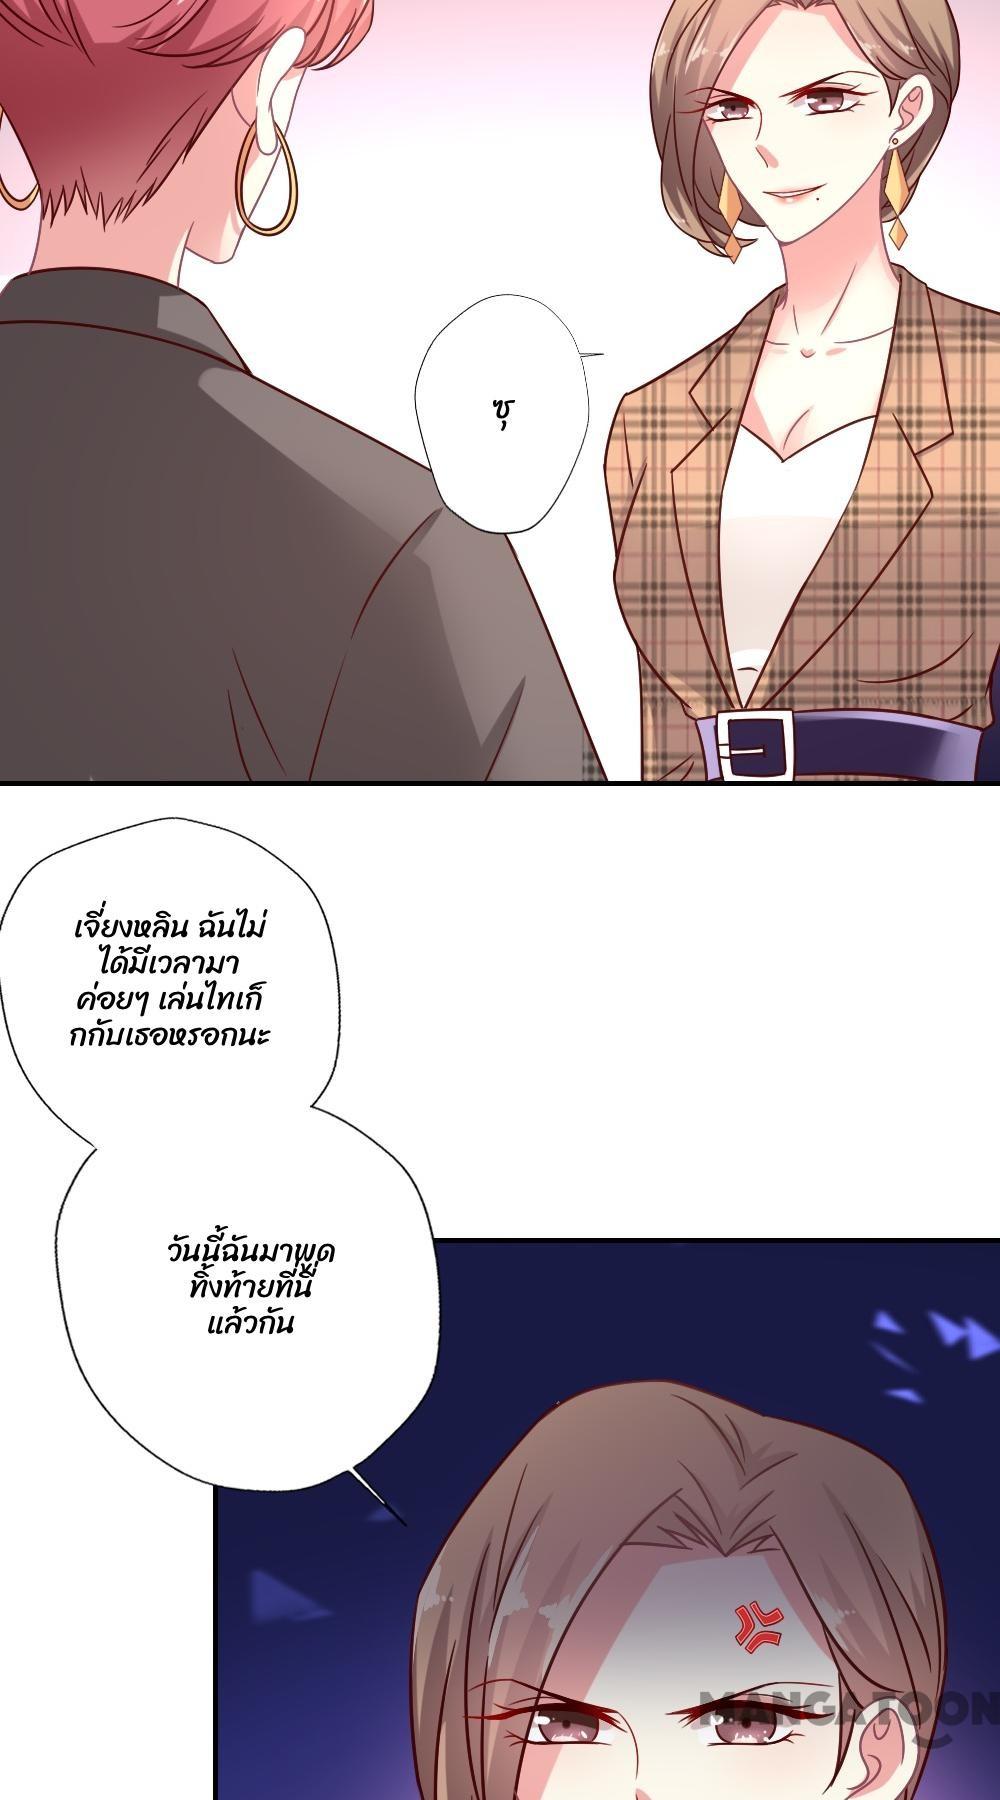 ซุ
เจี่ยงหลิน ฉันไม่
ได้มีเวลามา
ค่อยๆ เล่นไทเก็
กกับเธอหรอกนะ
วันนี้ฉันมาพูด
ทิ้งท้ายที่นี่
แล้วกัน
MANGATOON